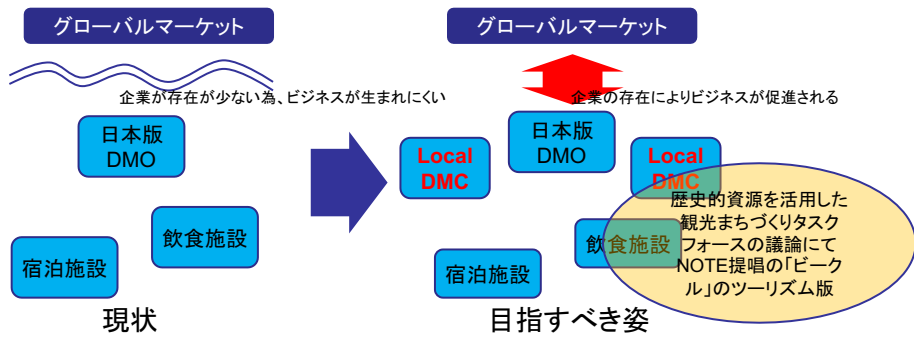 グローバルマーケット
企業が存在が少ない為、ビジネスが生まれにくい
日本版
DMO
飲食施設
宿泊施設
現状
グローバルマーケット
企業の存在によりビジネスが促進される
Local
DMC
日本版
DMO
Local
DMC
飲食施設
宿泊施設
歴史的資源を活用した
観光まちづくりタスク
フォースの議論にて
NOTE提唱の「ビーク
ル」のツーリズム版
目指すべき姿